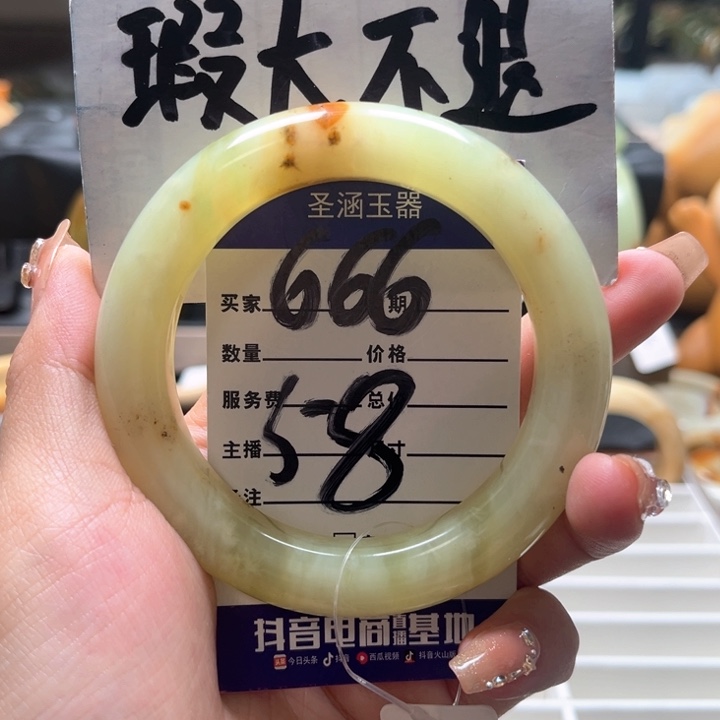 瑕大不退
圣涵玉器
买家 666 期
数量 价格
服务费 58 总
主播 寸
注
抖音电商直播基地
今日头条 抖音 西瓜视频 抖音火山